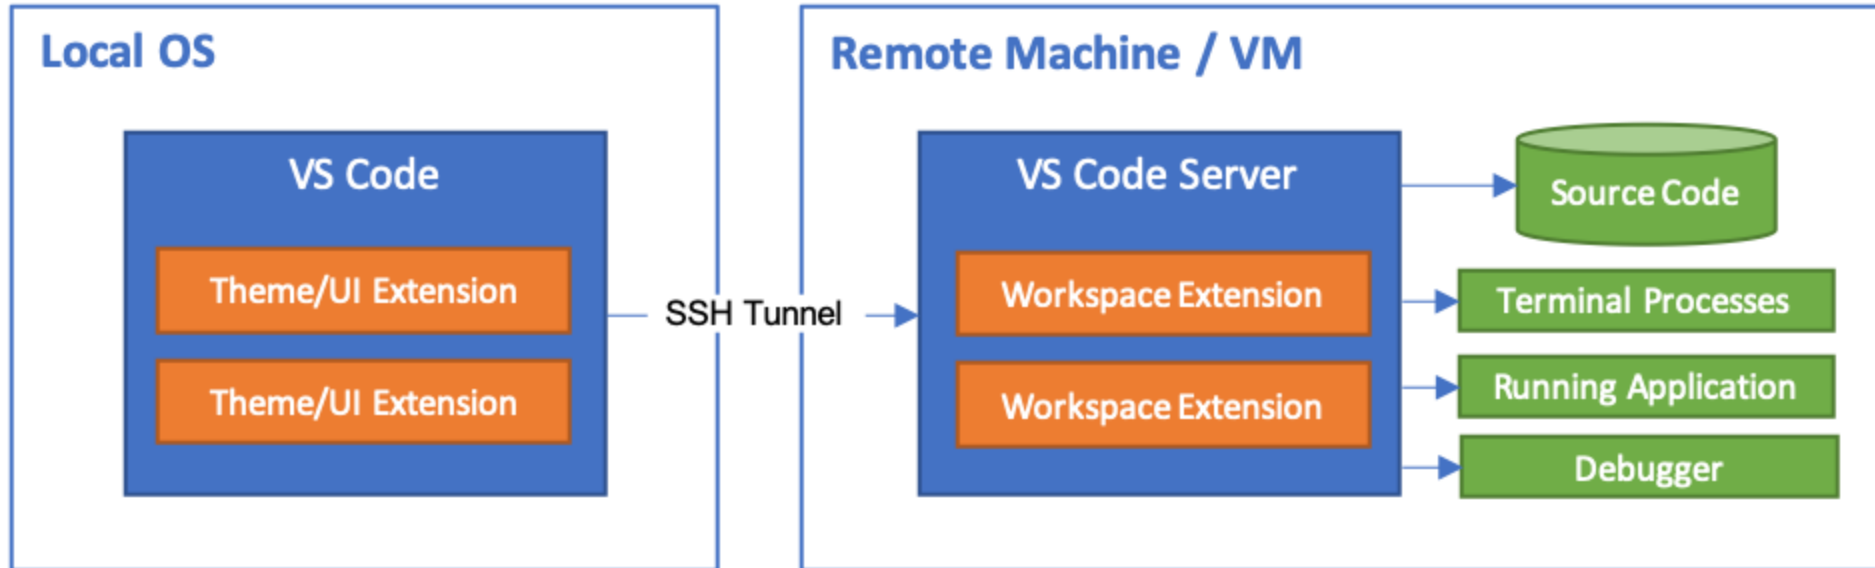 Local OS
VS Code
Theme/UI Extension
Theme/UI Extension
SSH Tunnel
Remote Machine / VM
VS Code Server
Workspace Extension
Workspace Extension
Source Code
Terminal Processes
Running Application
Debugger